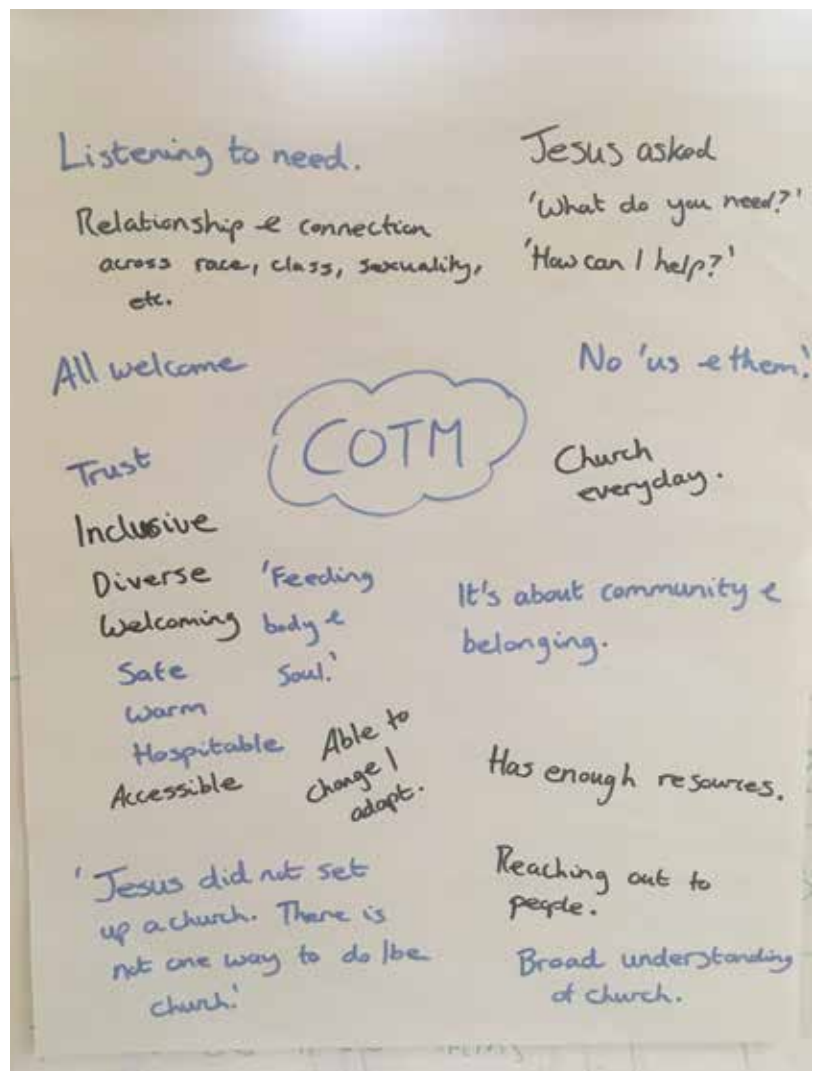 Listening to need.
Relationship & connection
across race, class, sexuality,
etc.
Jesus asked
'What do you need?'
'How can I help?'
All welcome
No 'us & them.'
COTM
Trust
Church
everyday.
Inclusive
Diverse
Welcoming
Safe
Warm
Hospitable
Accessible
'Feeding
body &
soul.'
It's about community &
belonging.
Able to
change /
adapt.
Has enough resources.
'Jesus did not set
up a church. There is
not one way to do / be
church.'
Reaching out to
people.
Broad understanding
of church.